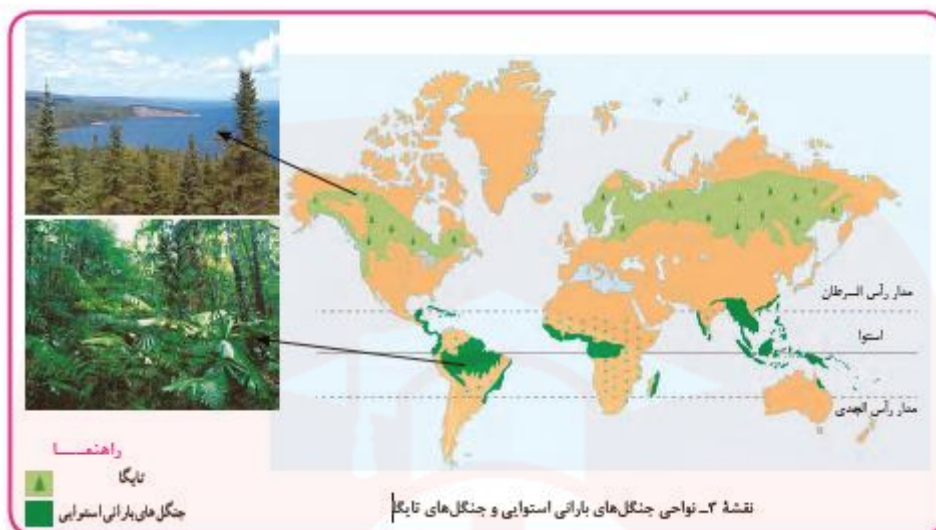 مدار رأس السرطان
استوا
مدار رأس الجدی
راهنمـــا
تایگا
جنگل‌های بارانی استوایی
نقشهٔ ۳ـ نواحی جنگل‌های بارانی استوایی و جنگل‌های تایگا